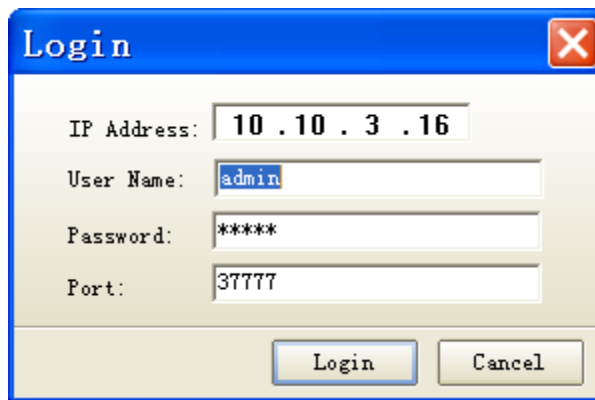 Login
IP Address: 10 . 10 . 3 . 16
User Name: admin
Password: *****
Port: 37777
Login Cancel